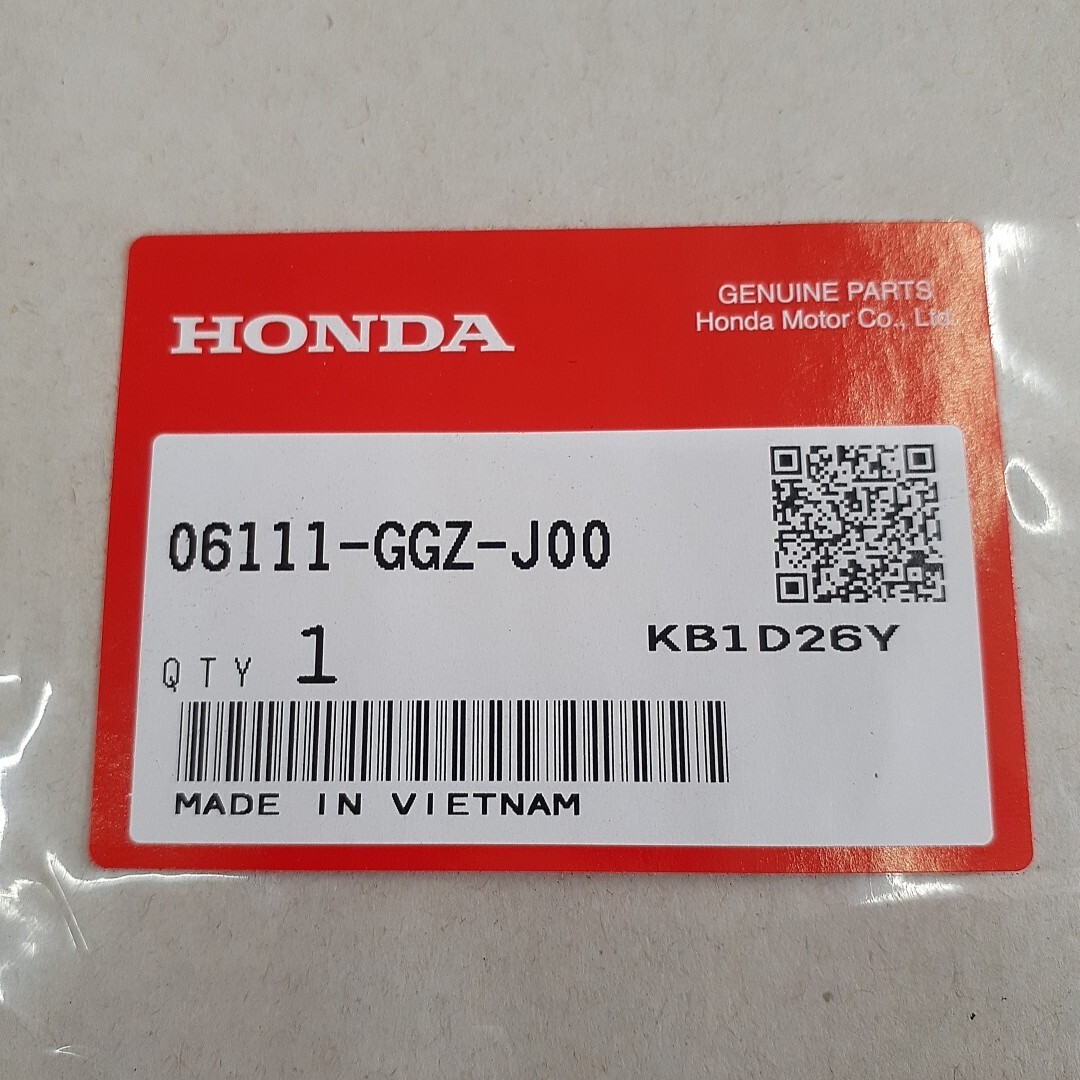 HONDA
GENUINE PARTS
Honda Motor Co., Ltd.
06111-GGZ-J00
KB1D26Y
QTY 1
MADE IN VIETNAM